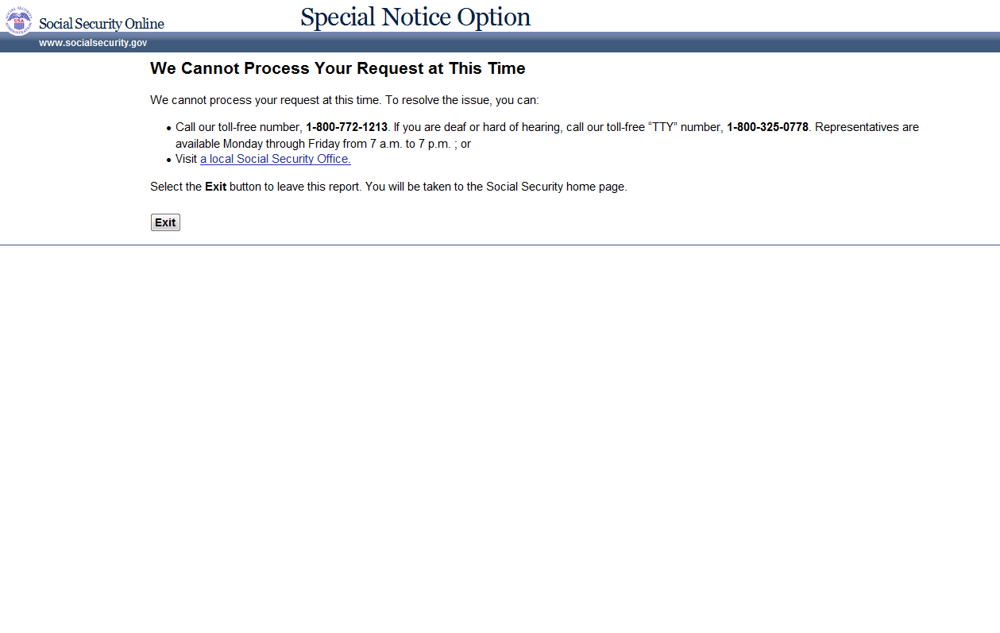 Special Notice Option
Social Security Online
www.socialsecurity.gov
We Cannot Process Your Request at This Time
We cannot process your request at this time. To resolve the issue, you can:
• Call our toll-free number, 1-800-772-1213. If you are deaf or hard of hearing, call our toll-free “TTY” number, 1-800-325-0778. Representatives are
available Monday through Friday from 7 a.m. to 7 p.m. ; or
• Visit a local Social Security Office.
Select the Exit button to leave this report. You will be taken to the Social Security home page.
Exit
SOCIAL SECURITY
USA
ADMINISTRATION